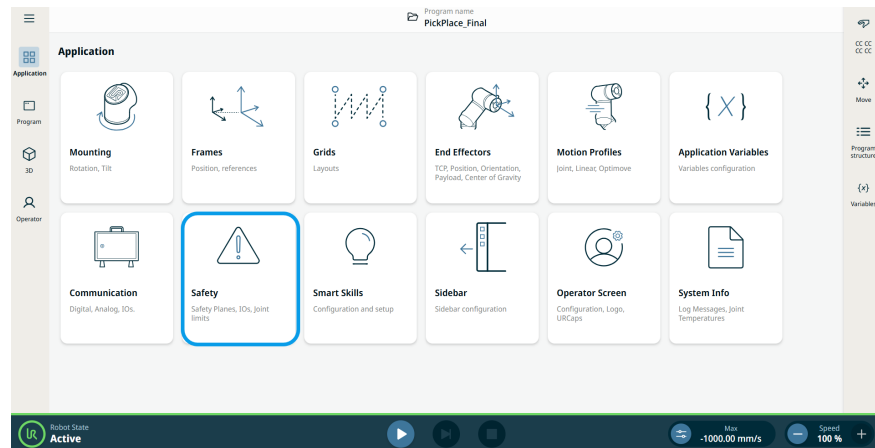 Program name
PickPlace_Final
Application
Application
Program
3D
Operator
Mounting
Rotation, Tilt
Frames
Position, references
Grids
Layouts
End Effectors
TCP, Position, Orientation,
Payload, Center of Gravity
Motion Profiles
Joint, Linear, Optimove
{X}
Application Variables
Variables configuration
Communication
Digital, Analog, IOs.
Safety
Safety Planes, IOs, Joint
limits
Smart Skills
Configuration and setup
Sidebar
Sidebar configuration
Operator Screen
Configuration, Logo,
URCaps
System Info
Log Messages, Joint
Temperatures
CC CC
CC CC
Move
Program
structure
{x}
Variables
UR
Robot State
Active
Max
-1000.00 mm/s
Speed
100 %